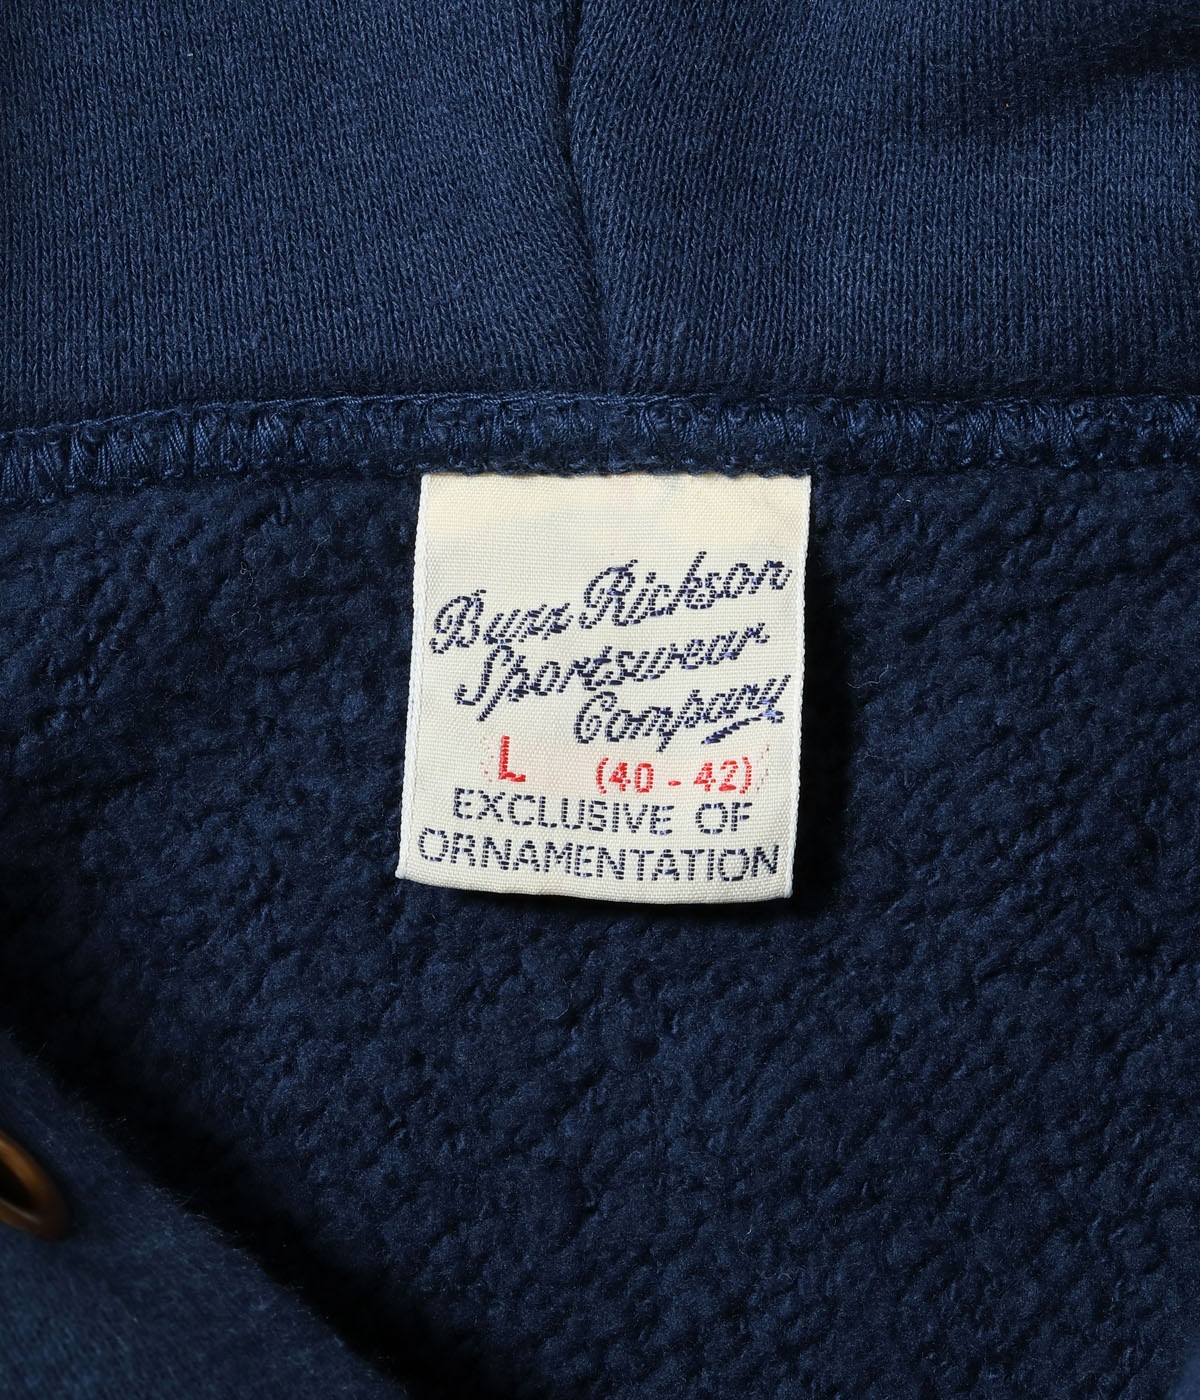 Buzz Rickson
Sportswear
Company
L (40 - 42)
EXCLUSIVE OF
ORNAMENTATION